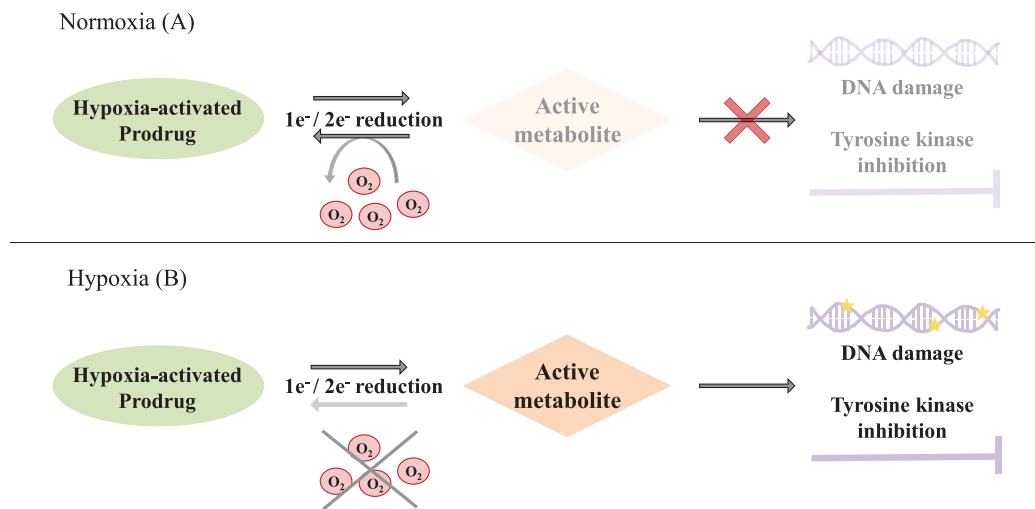 Normoxia (A)
Hypoxia-activated
Prodrug
1e⁻/ 2e⁻ reduction
O₂
O₂
O₂
O₂
Active
metabolite
DNA damage
Tyrosine kinase
inhibition
Hypoxia (B)
Hypoxia-activated
Prodrug
1e⁻/ 2e⁻ reduction
O₂
O₂
O₂
O₂
Active
metabolite
DNA damage
Tyrosine kinase
inhibition